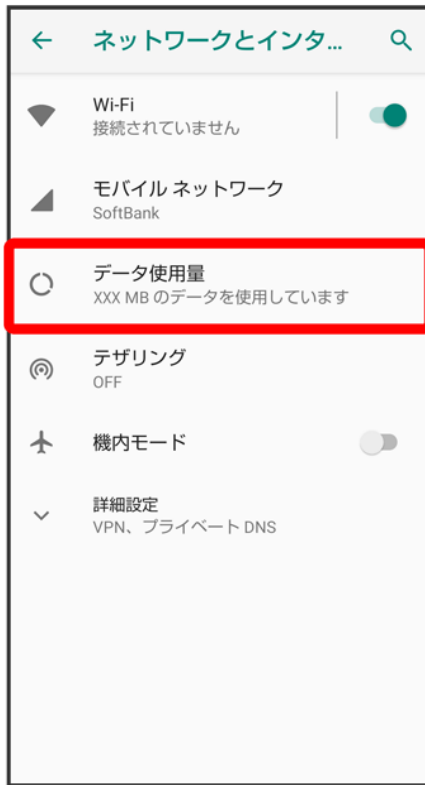 ネットワークとインタ...
Wi-Fi
接続されていません
モバイル ネットワーク
SoftBank
データ使用量
XXX MB のデータを使用しています
テザリング
OFF
機内モード
詳細設定
VPN、プライベート DNS